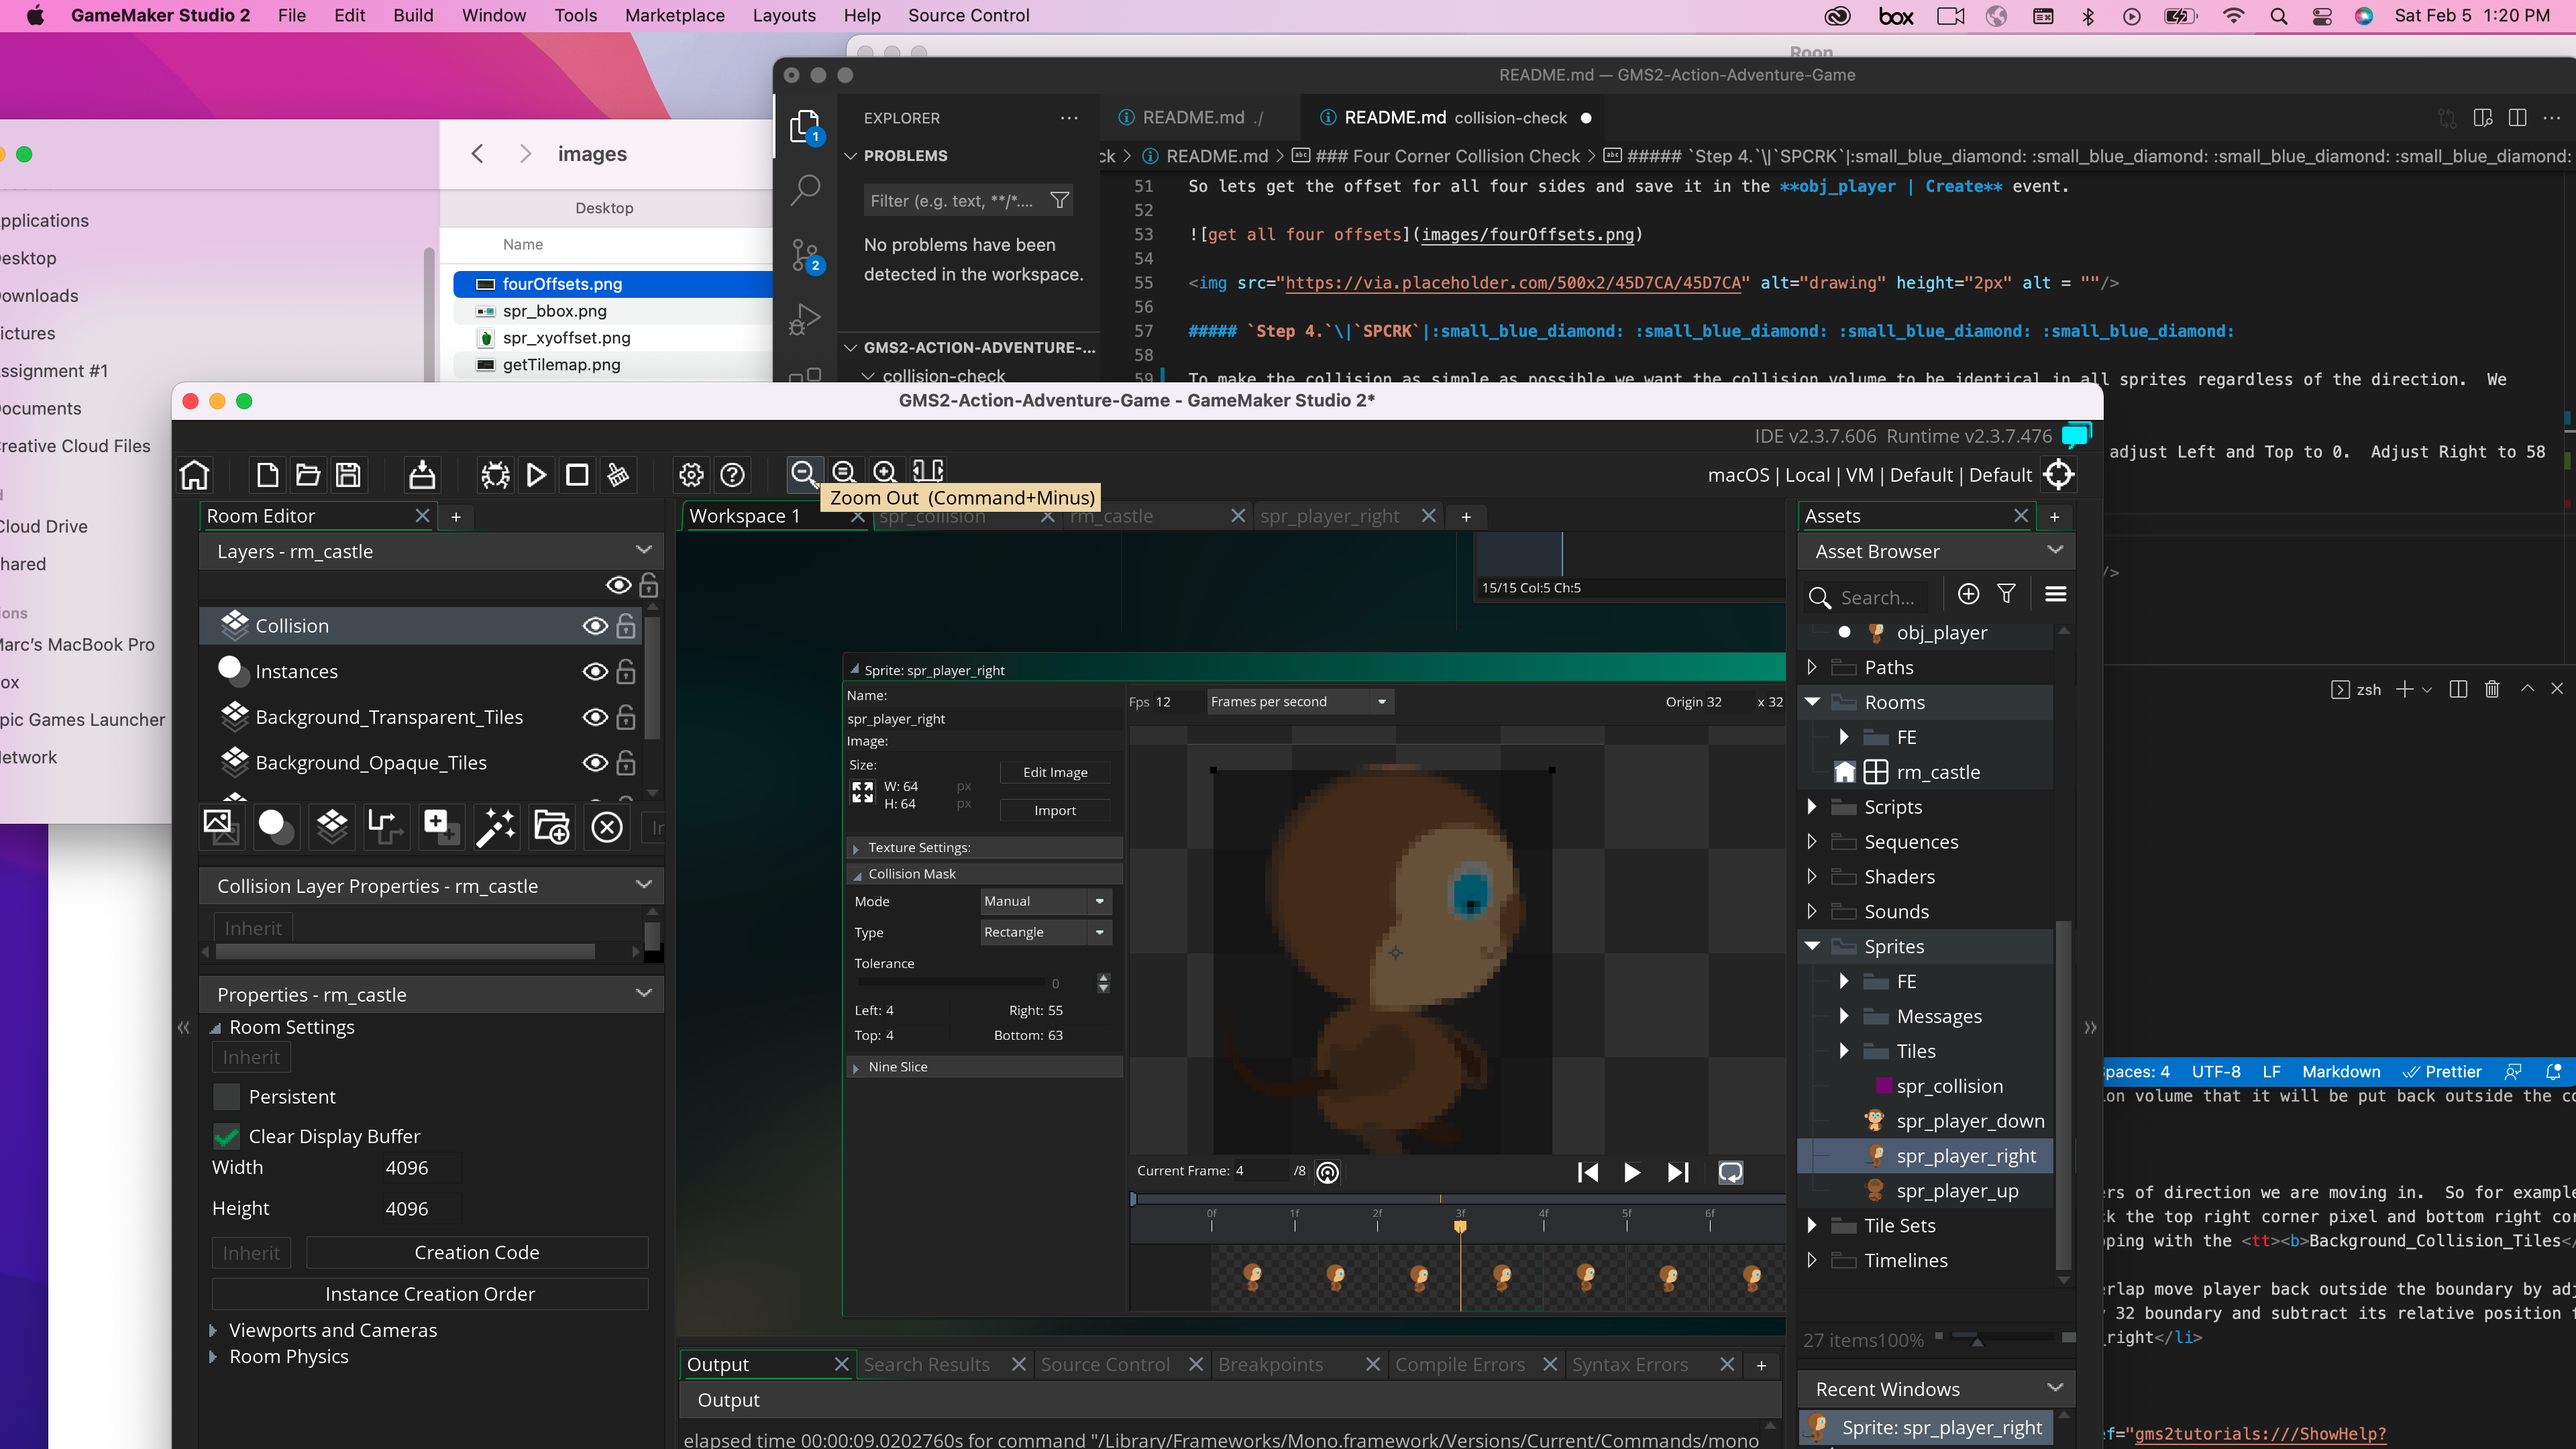 GameMaker Studio 2 File Edit Build Window Tools Marketplace Layouts Help Source Control box Sat Feb 5 1:20 PM
Roon
README.md — GMS2-Action-Adventure-Game
EXPLORER
README.md ./
README.md collision-check
PROBLEMS
ck > README.md > ### Four Corner Collision Check > ##### `Step 4.`\|`SPCRK`|:small_blue_diamond: :small_blue_diamond: :small_blue_diamond: :small_blue_diamond:
Filter (e.g. text, **/*....
No problems have been
detected in the workspace.
1
2
GMS2-ACTION-ADVENTURE-...
collision-check
51 So lets get the offset for all four sides and save it in the **obj_player | Create** event.
52
53 ![get all four offsets](images/fourOffsets.png)
54
55 <img src="https://via.placeholder.com/500x2/45D7CA/45D7CA" alt="drawing" height="2px" alt = ""/>
56
57 ##### `Step 4.`\|`SPCRK`|:small_blue_diamond: :small_blue_diamond: :small_blue_diamond: :small_blue_diamond:
58
59 To make the collision as simple as possible we want the collision volume to be identical in all sprites regardless of the direction. We
adjust Left and Top to 0. Adjust Right to 58
/>
zsh
paces: 4 UTF-8 LF Markdown Prettier
on volume that it will be put back outside the co
rs of direction we are moving in. So for example
k the top right corner pixel and bottom right cor
ping with the <tt><b>Background_Collision_Tiles</
rlap move player back outside the boundary by adj
32 boundary and subtract its relative position f
right</li>
ef="gms2tutorials:///ShowHelp?
images
Desktop
Name
fourOffsets.png
spr_bbox.png
spr_xyoffset.png
getTilemap.png
pplications
esktop
ownloads
ictures
ssignment #1
ocuments
reative Cloud Files
d
Cloud Drive
hared
ions
Marc's MacBook Pro
ox
pic Games Launcher
etwork
GMS2-Action-Adventure-Game - GameMaker Studio 2*
IDE v2.3.7.606 Runtime v2.3.7.476
macOS | Local | VM | Default | Default
Zoom Out (Command+Minus)
Room Editor
Layers - rm_castle
Collision
Instances
Background_Transparent_Tiles
Background_Opaque_Tiles
In
Collision Layer Properties - rm_castle
Inherit
Properties - rm_castle
Room Settings
Inherit
Persistent
Clear Display Buffer
Width 4096
Height 4096
Inherit Creation Code
Instance Creation Order
Viewports and Cameras
Room Physics
Workspace 1 spr_collision rm_castle spr_player_right
15/15 Col:5 Ch:5
Sprite: spr_player_right
Name:
spr_player_right
Image:
Size:
W: 64 px
H: 64 px
Edit Image
Import
Texture Settings:
Collision Mask
Mode Manual
Type Rectangle
Tolerance
0
Left: 4 Right: 55
Top: 4 Bottom: 63
Nine Slice
Fps 12 Frames per second Origin 32 x 32
Current Frame: 4 /8
0f 1f 2f 3f 4f 5f 6f
Output Search Results Source Control Breakpoints Compile Errors Syntax Errors
Output
elapsed time 00:00:09.0202760s for command "/Library/Frameworks/Mono.framework/Versions/Current/Commands/mono
Assets
Asset Browser
Search...
obj_player
Paths
Rooms
FE
rm_castle
Scripts
Sequences
Shaders
Sounds
Sprites
FE
Messages
Tiles
spr_collision
spr_player_down
spr_player_right
spr_player_up
Tile Sets
Timelines
27 items 100%
Recent Windows
Sprite: spr_player_right